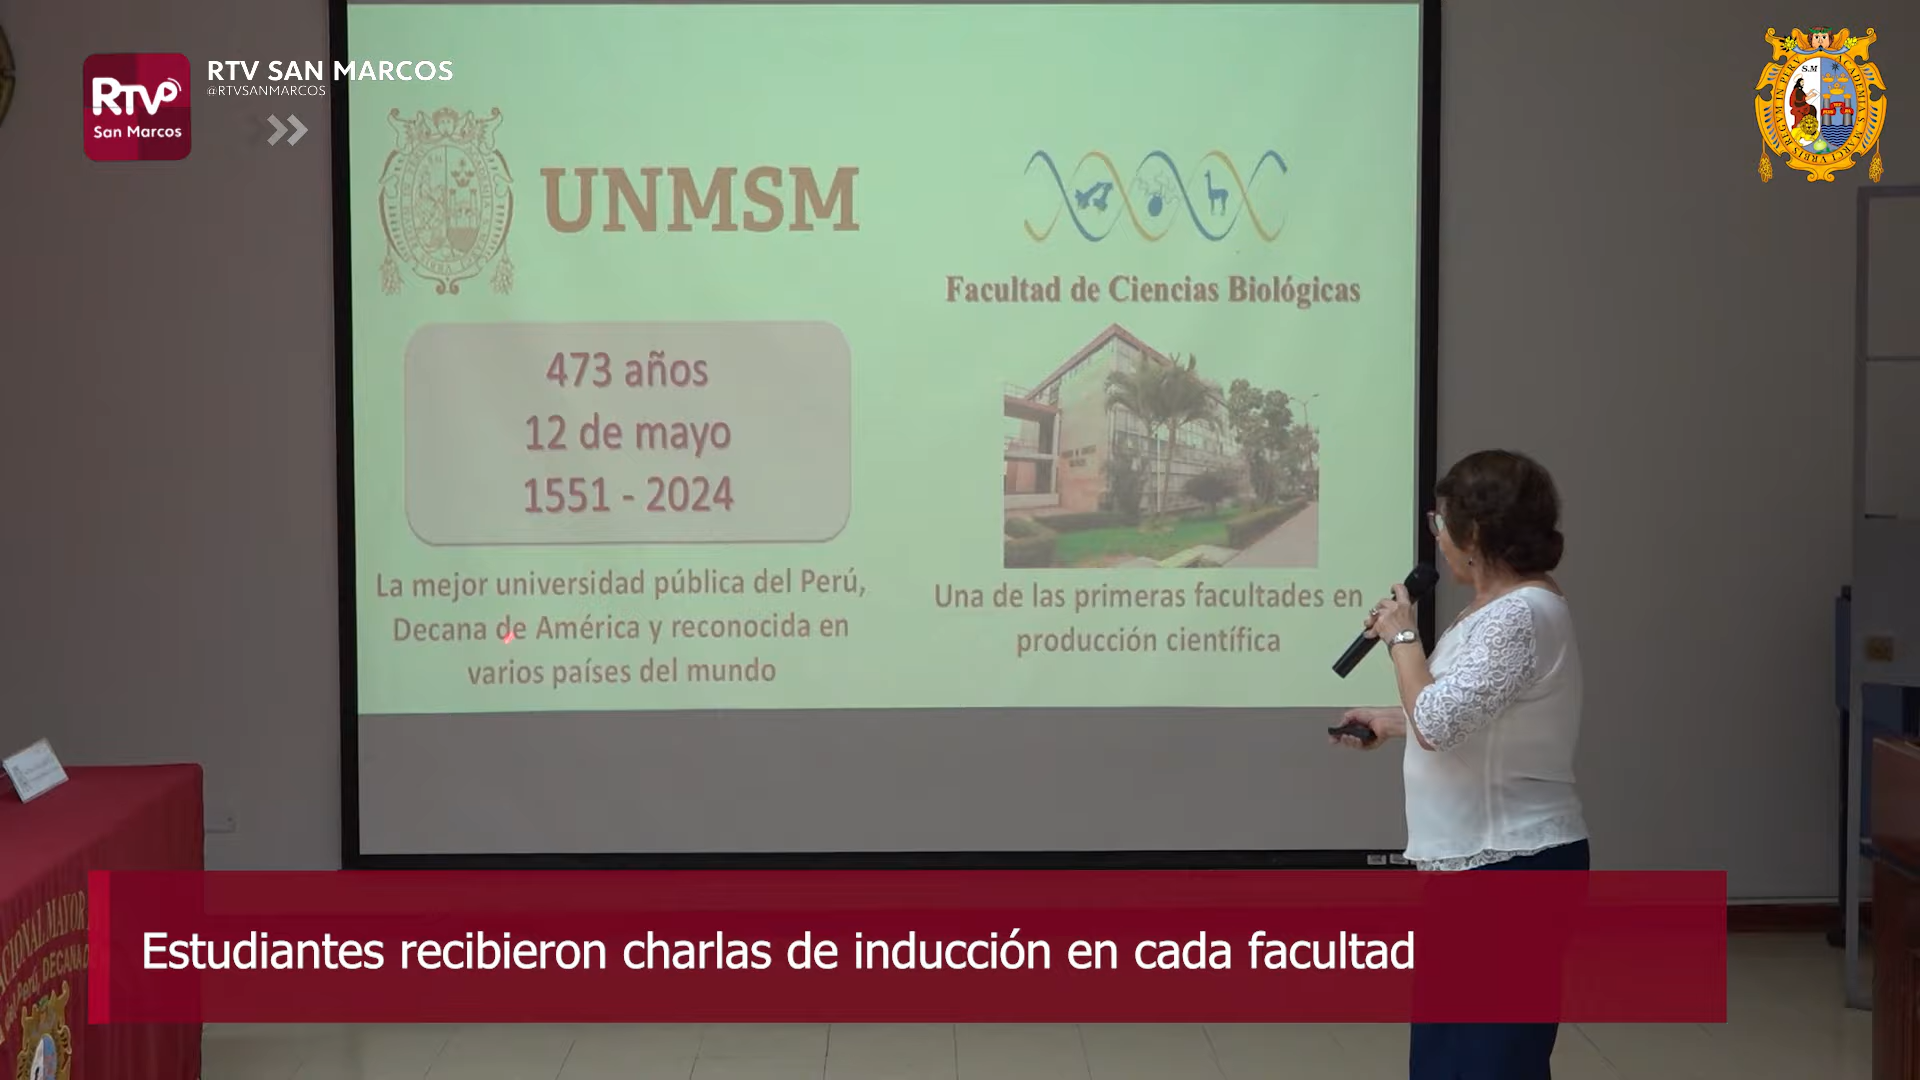 RTV
San Marcos
RTV SAN MARCOS
@RTVSANMARCOS
UNMSM
473 años
12 de mayo
1551 - 2024
La mejor universidad pública del Perú,
Decana de América y reconocida en
varios países del mundo
Facultad de Ciencias Biológicas
Una de las primeras facultades en
producción científica
Estudiantes recibieron charlas de inducción en cada facultad